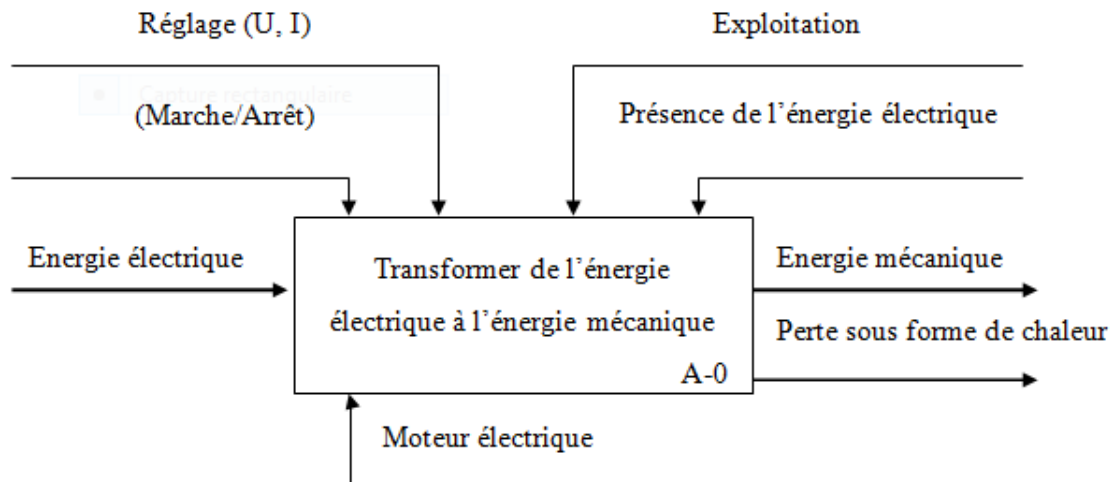 Réglage (U, I)
Exploitation
Capture rectangulaire
(Marche/Arrêt)
Présence de l’énergie électrique
Energie électrique
Transformer de l’énergie
électrique à l’énergie mécanique
A-0
Energie mécanique
Perte sous forme de chaleur
Moteur électrique